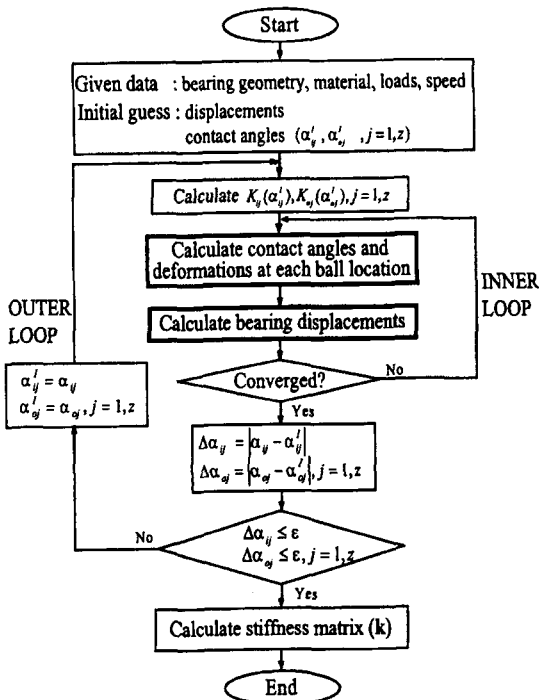 Start
Given data : bearing geometry, material, loads, speed
Initial guess : displacements
contact angles (α'ij , α'oj , j=1,z)
Calculate Kij(α'ij),Koj(α'oj),j=1,z
Calculate contact angles and
deformations at each ball location
INNER
LOOP
OUTER
LOOP
Calculate bearing displacements
α'ij = αij
α'oj = αoj, j=1,z
Converged?
No
Yes
Δαij = |αij − α'ij|
Δαoj = |αoj − α'oj|, j=1,z
No
Δαij ≤ ε
Δαoj ≤ ε, j=1,z
Yes
Calculate stiffness matrix (k)
End